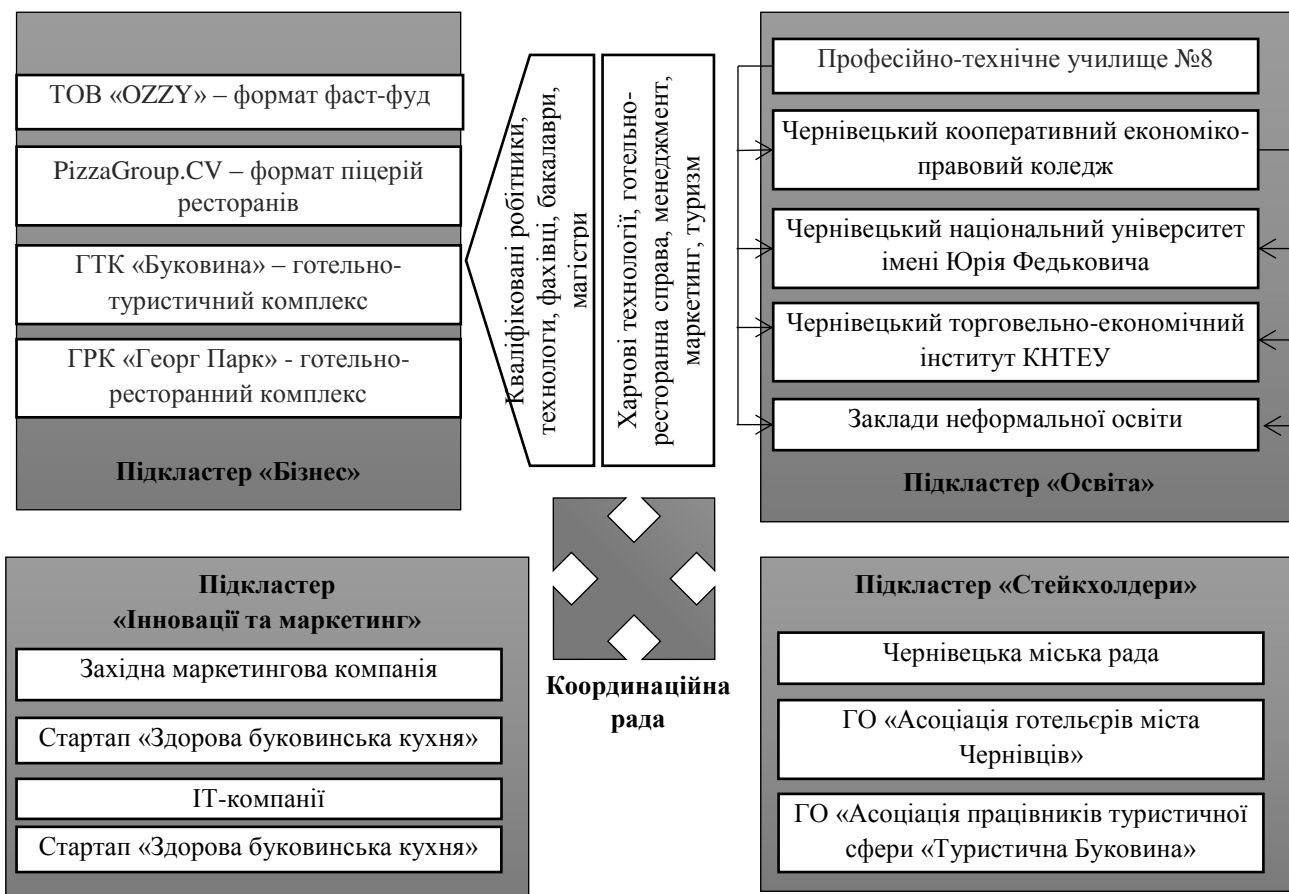 ТОВ «OZZY» – формат фаст-фуд
PizzaGroup.CV – формат піцерій
ресторанів
ГТК «Буковина» – готельно-
туристичний комплекс
ГРК «Георг Парк» - готельно-
ресторанний комплекс
Підкластер «Бізнес»
Кваліфіковані робітники,
технологи, фахівці, бакалаври,
магістри
Харчові технології, готельно-
ресторанна справа, менеджмент,
маркетинг, туризм
Професійно-технічне училище №8
Чернівецький кооперативний економіко-
правовий коледж
Чернівецький національний університет
імені Юрія Федьковича
Чернівецький торговельно-економічний
інститут КНТЕУ
Заклади неформальної освіти
Підкластер «Освіта»
Координаційна
рада
Підкластер
«Інновації та маркетинг»
Західна маркетингова компанія
Стартап «Здорова буковинська кухня»
ІТ-компанії
Стартап «Здорова буковинська кухня»
Підкластер «Стейкхолдери»
Чернівецька міська рада
ГО «Асоціація готельєрів міста
Чернівців»
ГО «Асоціація працівників туристичної
сфери «Туристична Буковина»